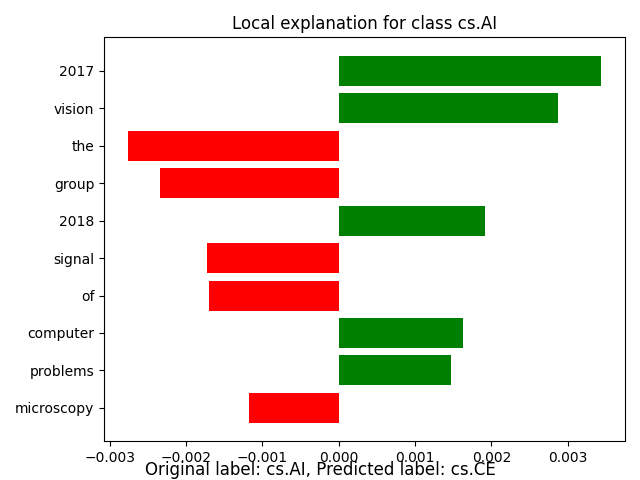 Local explanation for class cs.AI
2017
vision
the
group
2018
signal
of
computer
problems
microscopy
−0.003 −0.002 −0.001 0.000 0.001 0.002 0.003
Original label: cs.AI, Predicted label: cs.CE